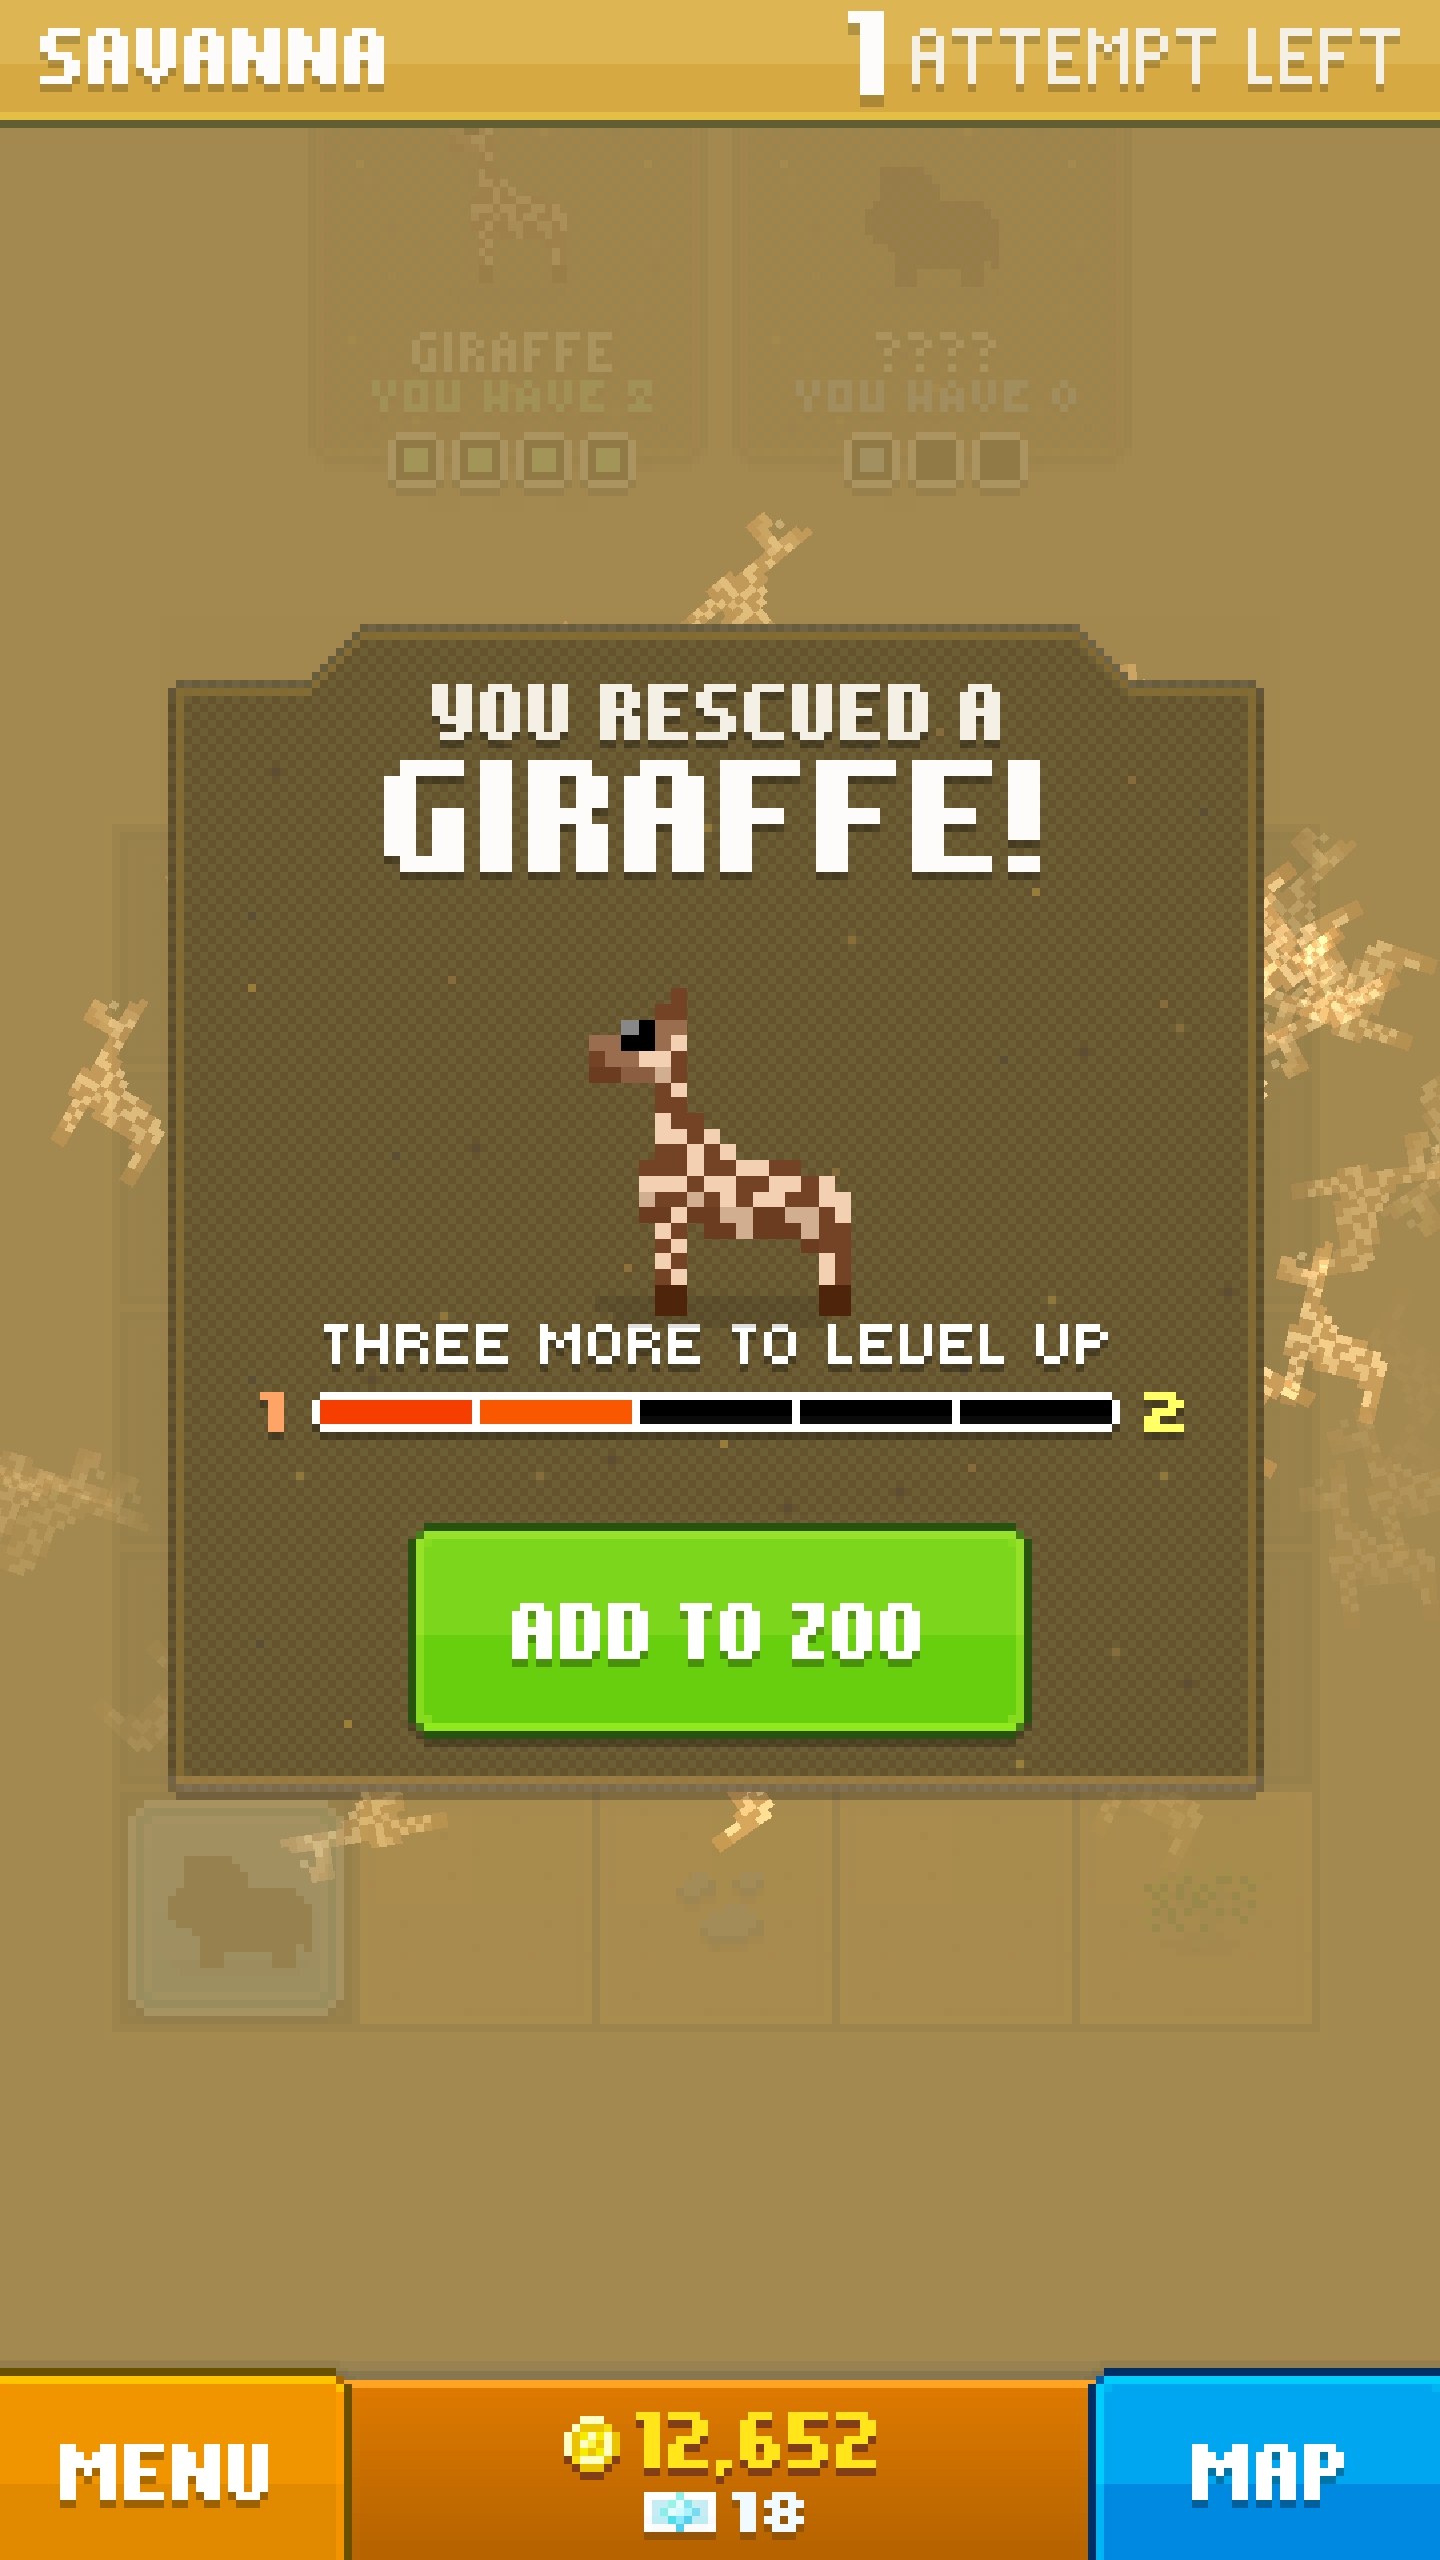 SAVANNA
1 ATTEMPT LEFT
GIRAFFE
????
YOU HAVE 2
YOU HAVE 0
YOU RESCUED A
GIRAFFE!
THREE MORE TO LEVEL UP
1
2
ADD TO ZOO
MENU
12,652
18
MAP